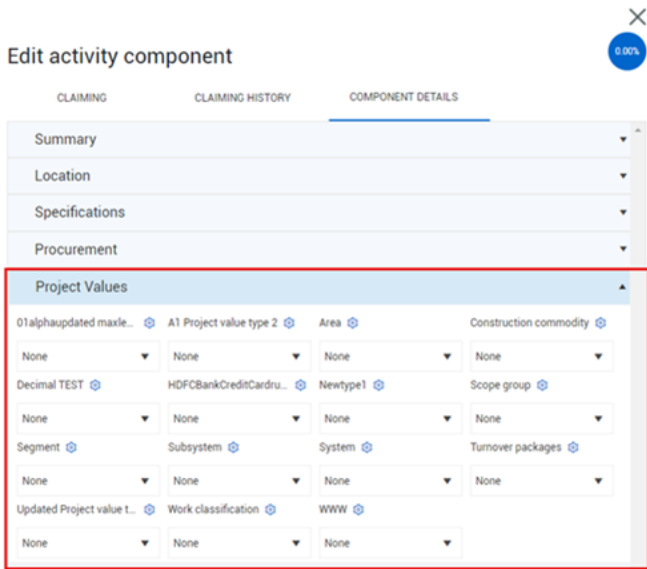 Edit activity component
0.00%
CLAIMING CLAIMING HISTORY COMPONENT DETAILS
Summary
Location
Specifications
Procurement
Project Values
01alphaupdated maxle... A1 Project value type 2 Area Construction commodity
None None None None
Decimal TEST HDFCBankCreditCardru... Newtype1 Scope group
None None None None
Segment Subsystem System Turnover packages
None None None None
Updated Project value t... Work classification WWW
None None None